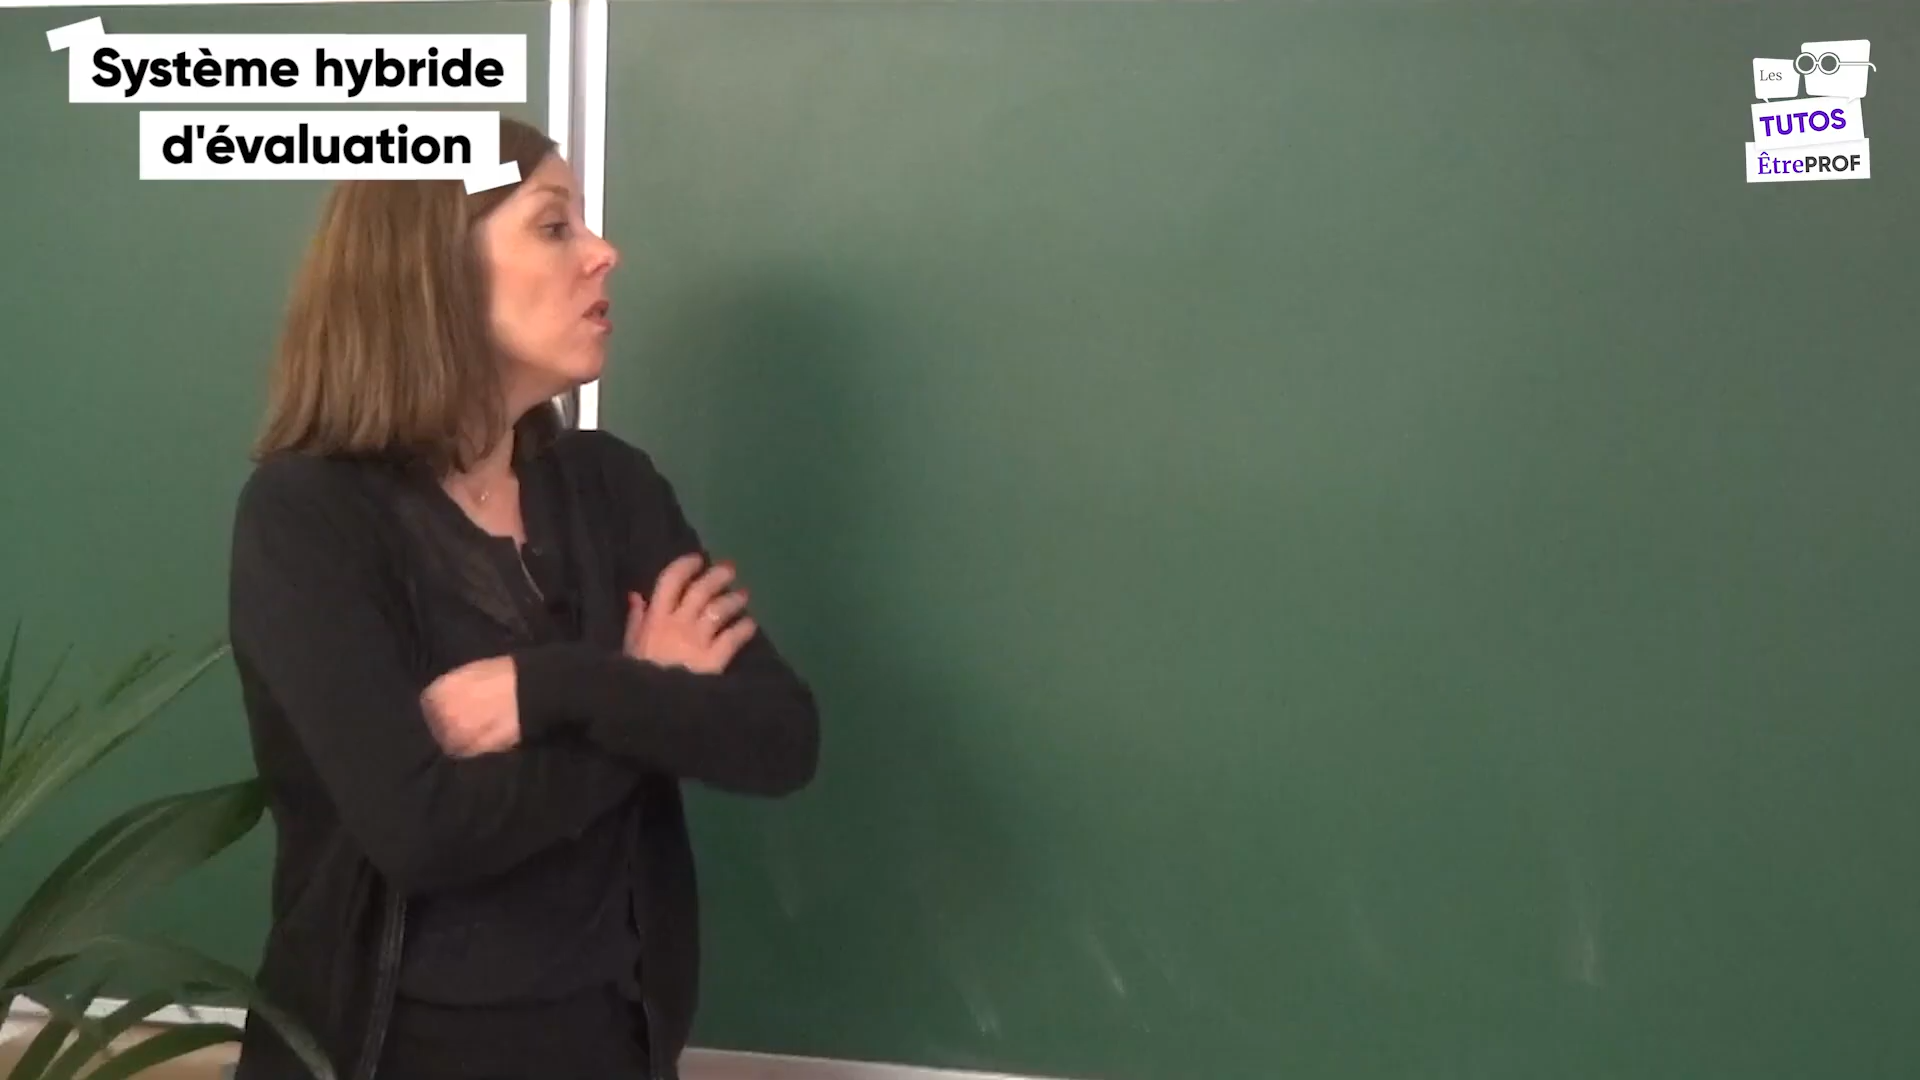 Système hybride
d'évaluation
Les
TUTOS
ÊtrePROF